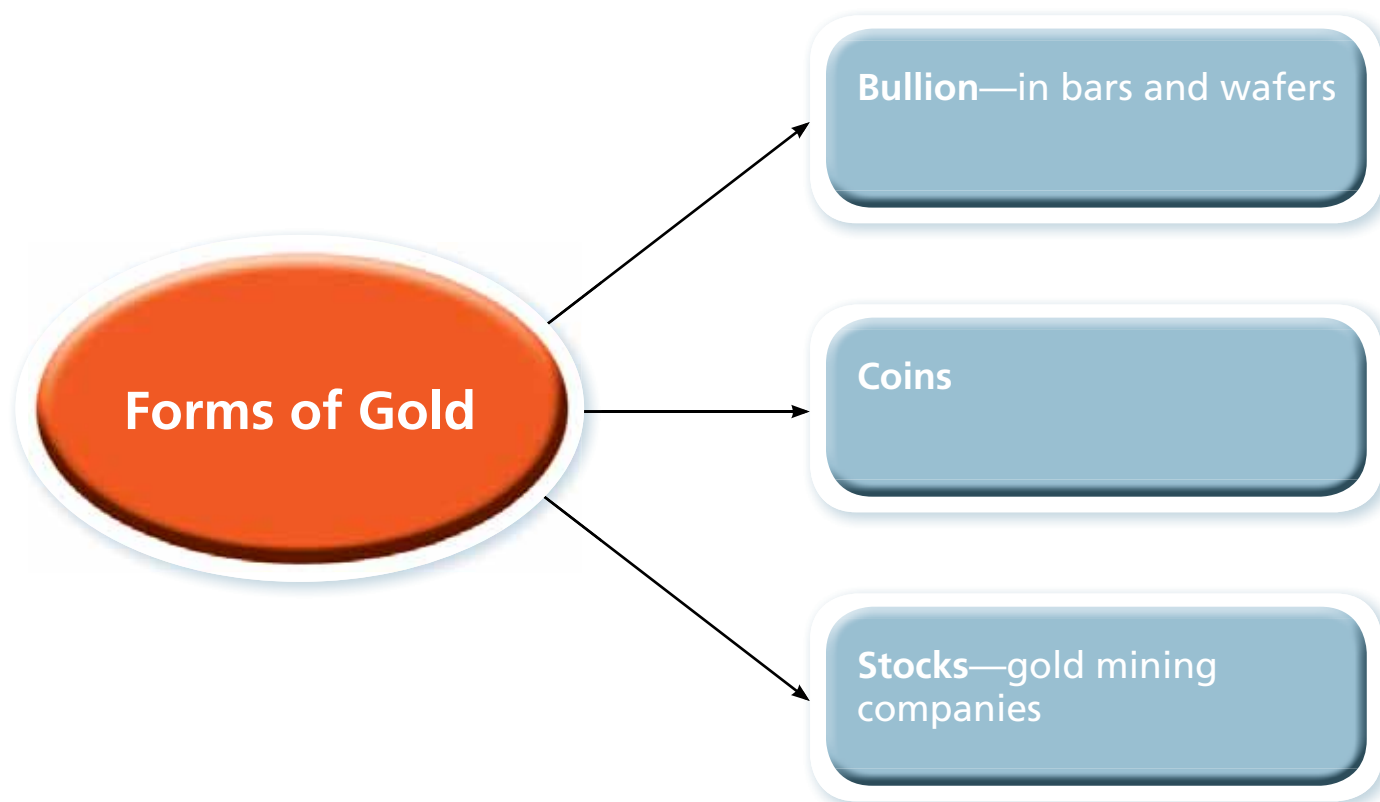 Forms of Gold
Bullion—in bars and wafers
Coins
Stocks—gold mining
companies